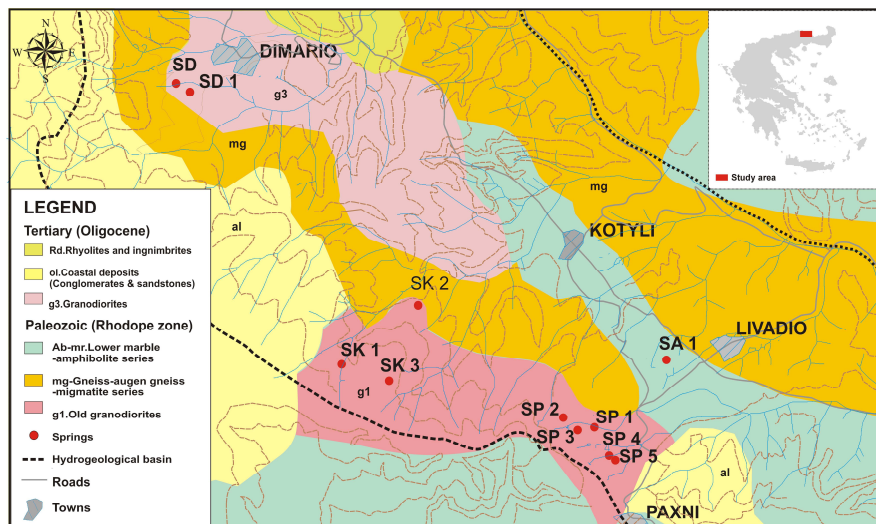 N
W E
S
DIMARIO
SD
SD 1
g3
mg
mg
Study area
KOTYLI
al
SK 2
LIVADIO
SA 1
SK 1
SK 3
g1
SP 2
SP 1
SP 3
SP 4
SP 5
al
PAXNI
LEGEND
Tertiary (Oligocene)
Rd.Rhyolites and ingnimbrites
ol.Coastal deposits
(Conglomerates & sandstones)
g3.Granodiorites
Paleozoic (Rhodope zone)
Ab-mr.Lower marble
-amphibolite series
mg-Gneiss-augen gneiss
-migmatite series
g1.Old granodiorites
Springs
Hydrogeological basin
Roads
Towns